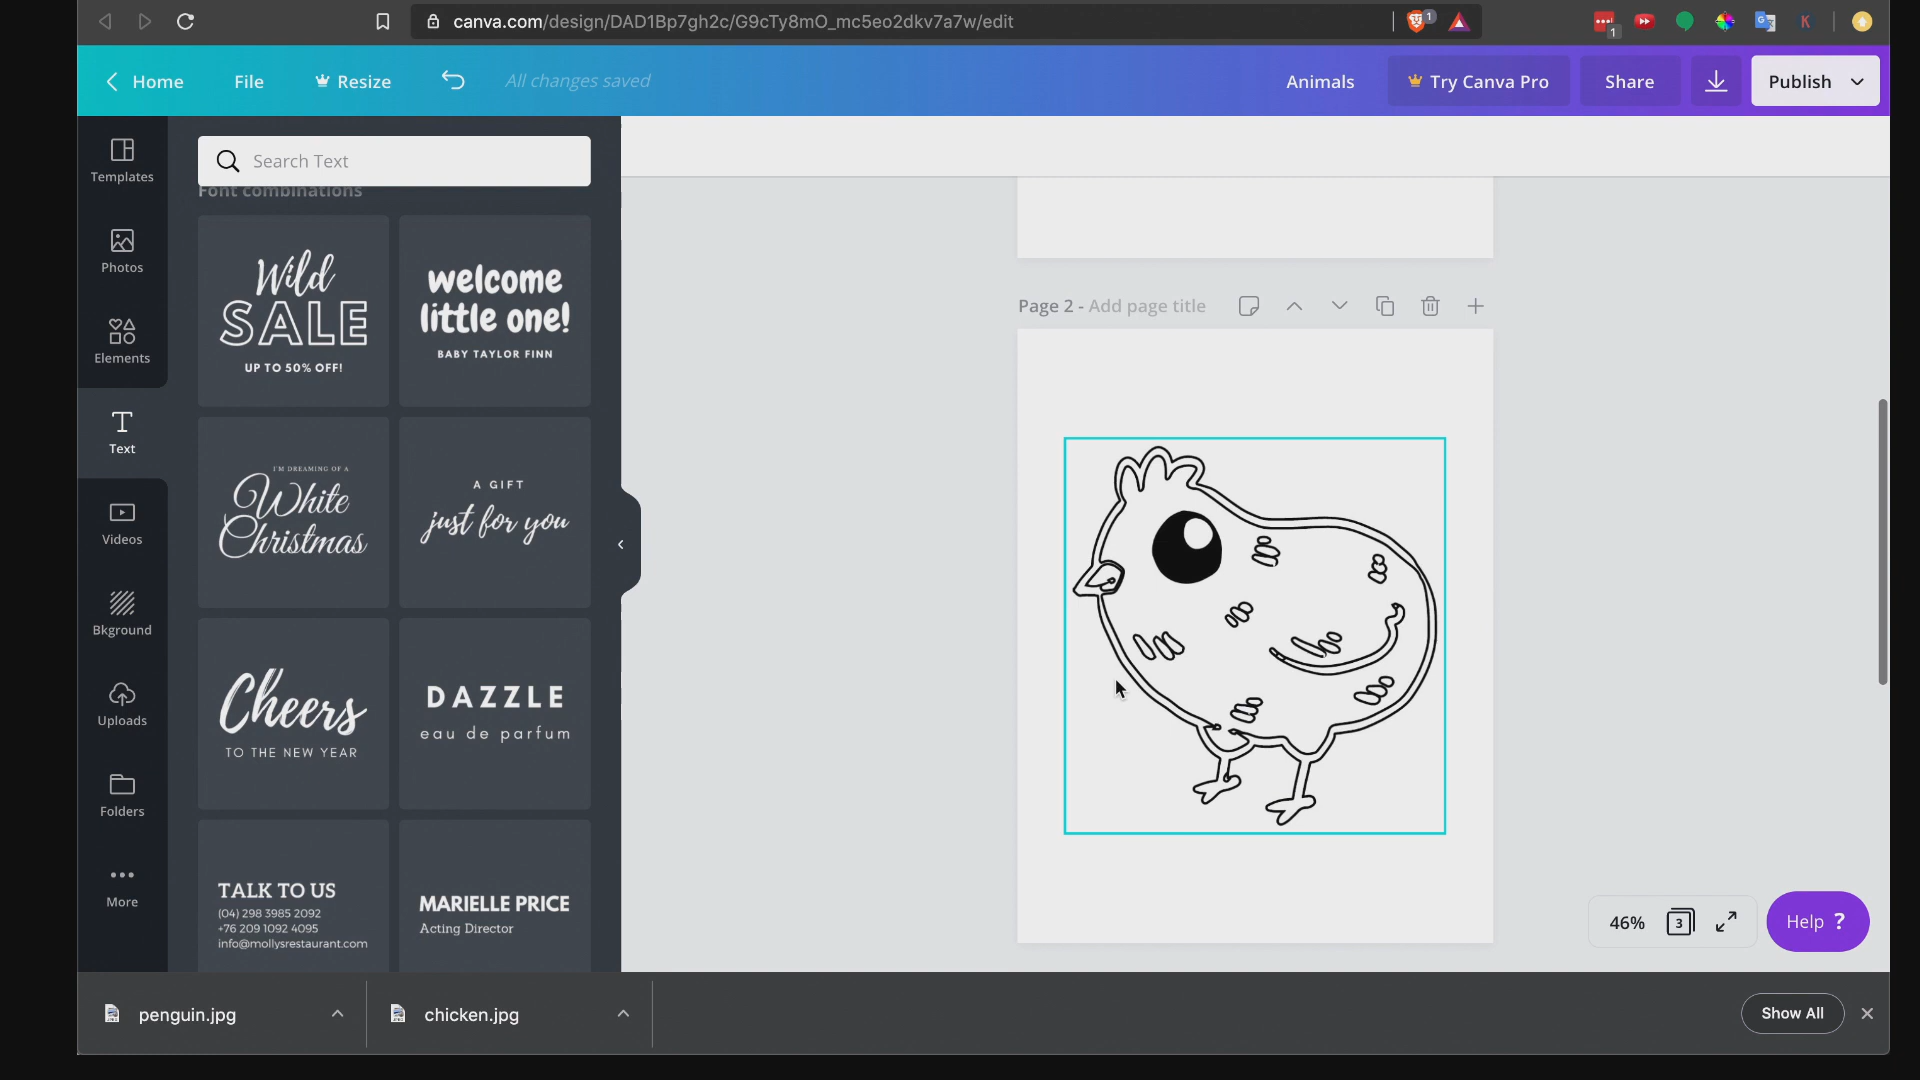 canva.com/design/DAD1Bp7gh2c/G9cTy8mO_mc5eo2dkv7a7w/edit
1
1
K
Home
File
Resize
All changes saved
Animals
Try Canva Pro
Share
Publish
Templates
Photos
Elements
Text
Videos
Bkground
Uploads
Folders
More
Search Text
Font combinations
Wild
SALE
UP TO 50% OFF!
welcome
little one!
BABY TAYLOR FINN
I'M DREAMING OF A
White
Christmas
A GIFT
just for you
Cheers
TO THE NEW YEAR
DAZZLE
eau de parfum
TALK TO US
(04) 298 3985 2092
+76 209 1092 4095
info@mollysrestaurant.com
MARIELLE PRICE
Acting Director
Page 2 - Add page title
46%
3
Help ?
penguin.jpg
chicken.jpg
Show All